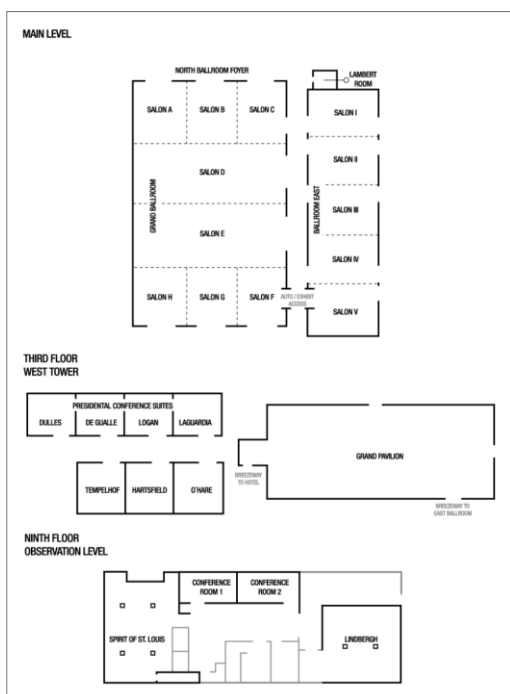 MAIN LEVEL
NORTH BALLROOM FOYER
LAMBERT
ROOM
SALON A
SALON B
SALON C
SALON I
SALON II
SALON D
GRAND BALLROOM
BALLROOM EAST
SALON III
SALON E
SALON IV
SALON H
SALON G
SALON F
AUTO / EXHIBIT
ACCESS
SALON V
THIRD FLOOR
WEST TOWER
PRESIDENTAL CONFERENCE SUITES
DULLES
DE GUALLE
LOGAN
LAGUARDIA
GRAND PAVILION
TEMPELHOF
HARTSFIELD
O'HARE
BREEZEWAY
TO HOTEL
BREEZEWAY TO
EAST BALLROOM
NINTH FLOOR
OBSERVATION LEVEL
CONFERENCE
ROOM 1
CONFERENCE
ROOM 2
SPIRIT OF ST. LOUIS
LINDBERGH